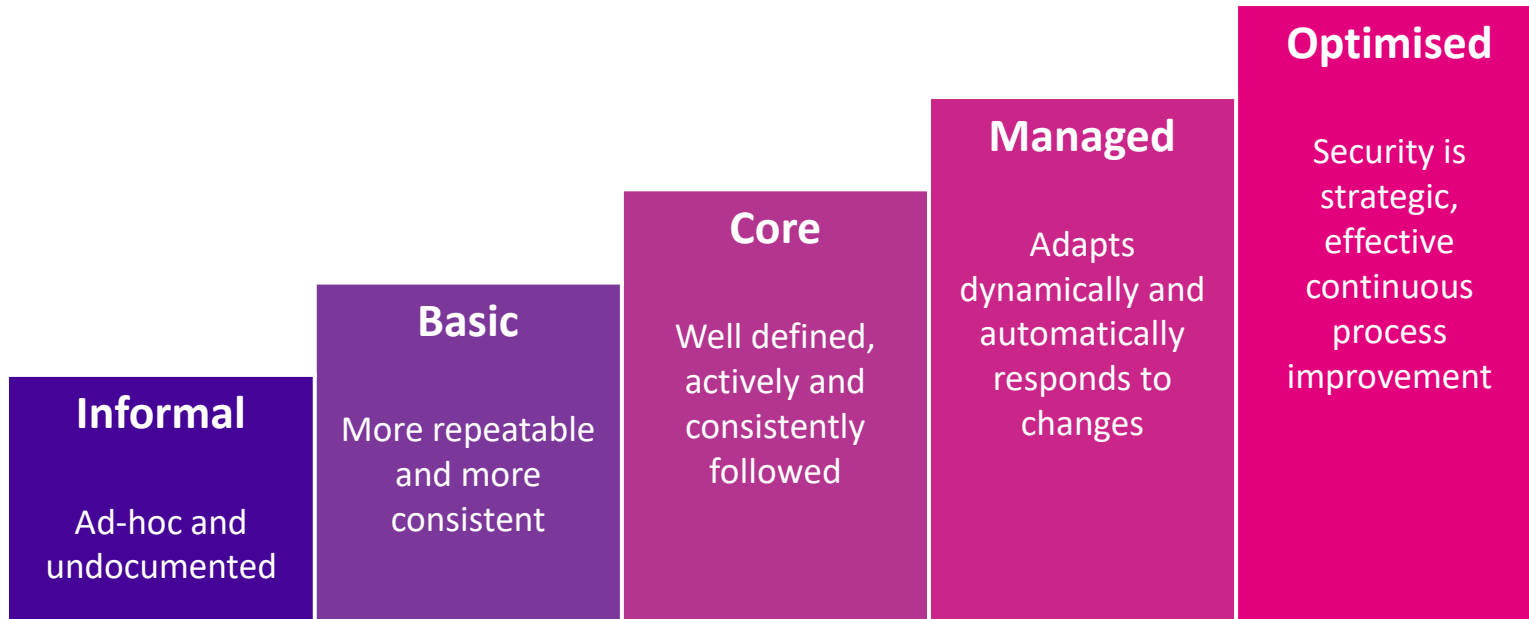 Informal
Ad-hoc and
undocumented
Basic
More repeatable
and more
consistent
Core
Well defined,
actively and
consistently
followed
Managed
Adapts
dynamically and
automatically
responds to
changes
Optimised
Security is
strategic,
effective
continuous
process
improvement